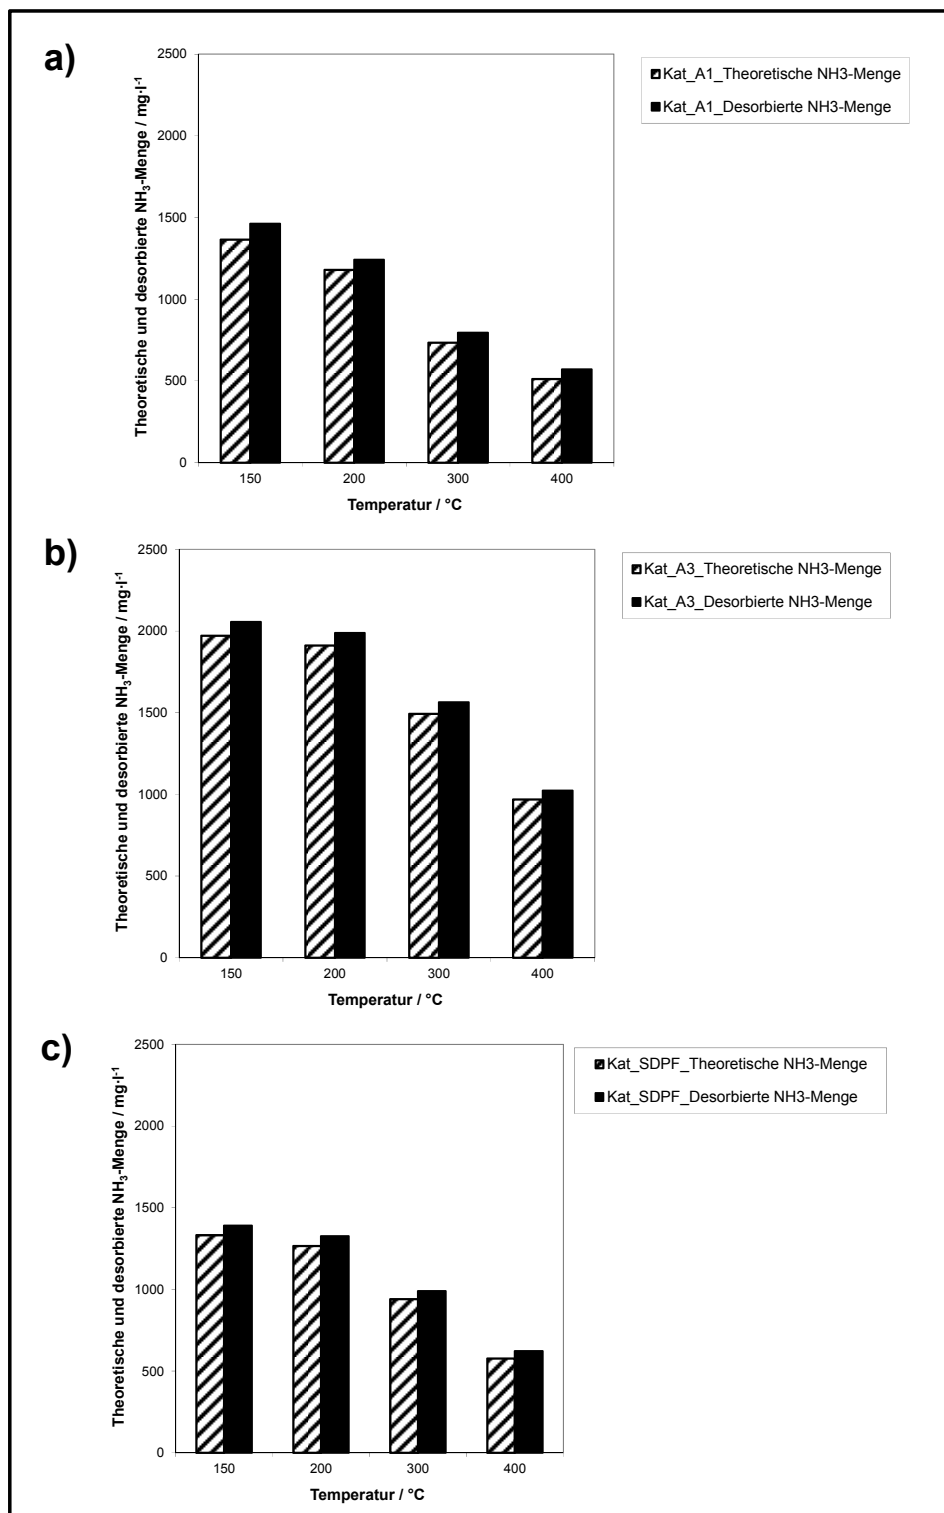 a)
Theoretische und desorbierte NH₃-Menge / mg·l⁻¹
2500
2000
1500
1000
500
0
150 200 300 400
Temperatur / °C
Kat_A1_Theoretische NH3-Menge
Kat_A1_Desorbierte NH3-Menge
b)
Theoretische und desorbierte NH₃-Menge / mg·l⁻¹
2500
2000
1500
1000
500
0
150 200 300 400
Temperatur / °C
Kat_A3_Theoretische NH3-Menge
Kat_A3_Desorbierte NH3-Menge
c)
Theoretische und desorbierte NH₃-Menge / mg·l⁻¹
2500
2000
1500
1000
500
0
150 200 300 400
Temperatur / °C
Kat_SDPF_Theoretische NH3-Menge
Kat_SDPF_Desorbierte NH3-Menge